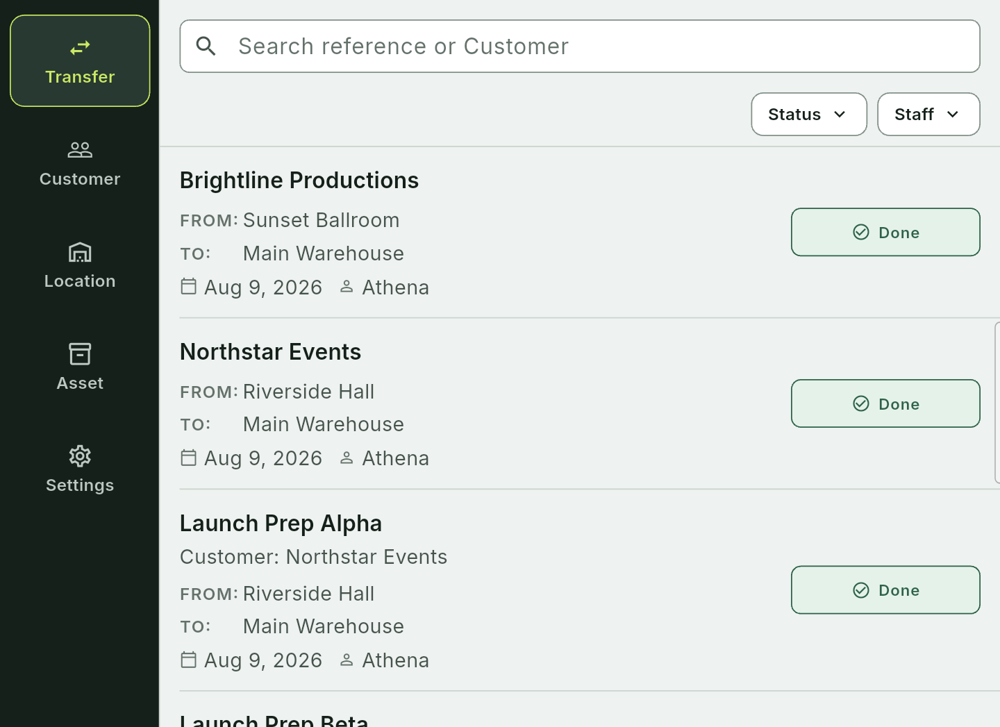 Transfer
Customer
Location
Asset
Settings
Search reference or Customer
Status
Staff
Brightline Productions
FROM: Sunset Ballroom
TO: Main Warehouse
Aug 9, 2026 Athena
Done
Northstar Events
FROM: Riverside Hall
TO: Main Warehouse
Aug 9, 2026 Athena
Done
Launch Prep Alpha
Customer: Northstar Events
FROM: Riverside Hall
TO: Main Warehouse
Aug 9, 2026 Athena
Done
Launch Prep Beta